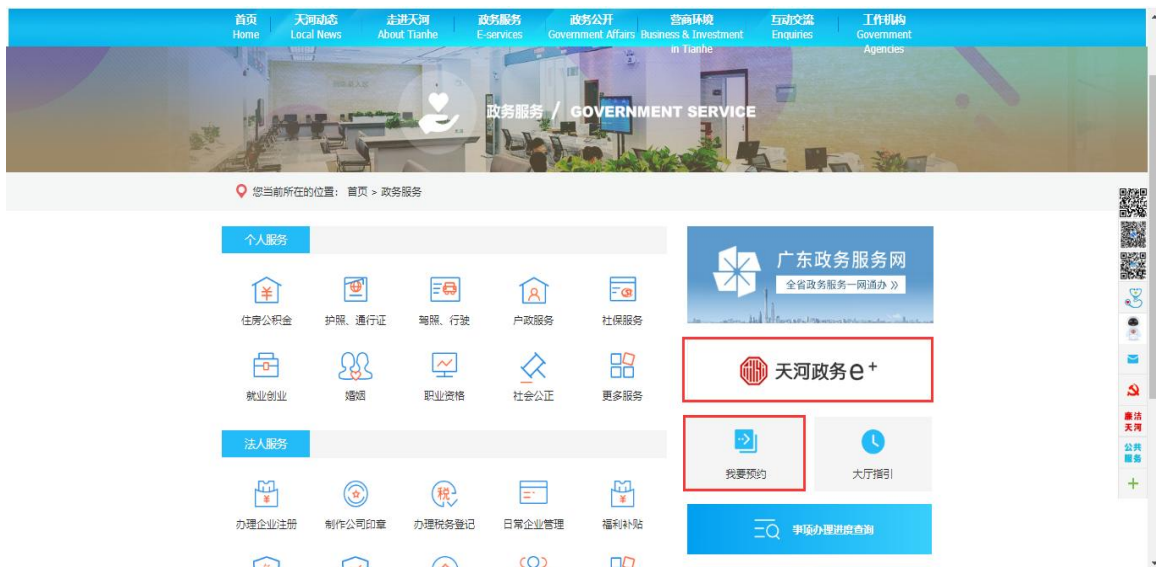 首页 天河动态 走进天河 政务服务 政务公开 营商环境 互动交流 工作机构
Home Local News About Tianhe E-services Government Affairs Business & Investment in Tianhe Enquiries Government Agencies
政务服务 / GOVERNMENT SERVICE
您当前所在的位置: 首页 > 政务服务
个人服务
住房公积金 护照、通行证 驾照、行驶 户政服务 社保服务
就业创业 婚姻 职业资格 社会公正 更多服务
法人服务
办理企业注册 制作公司印章 办理税务登记 日常企业管理 福利补贴
广东政务服务网
全省政务服务一网通办 》
天河政务e+
我要预约 大厅指引
事项办理进度查询
廉洁
天河
公共
服务